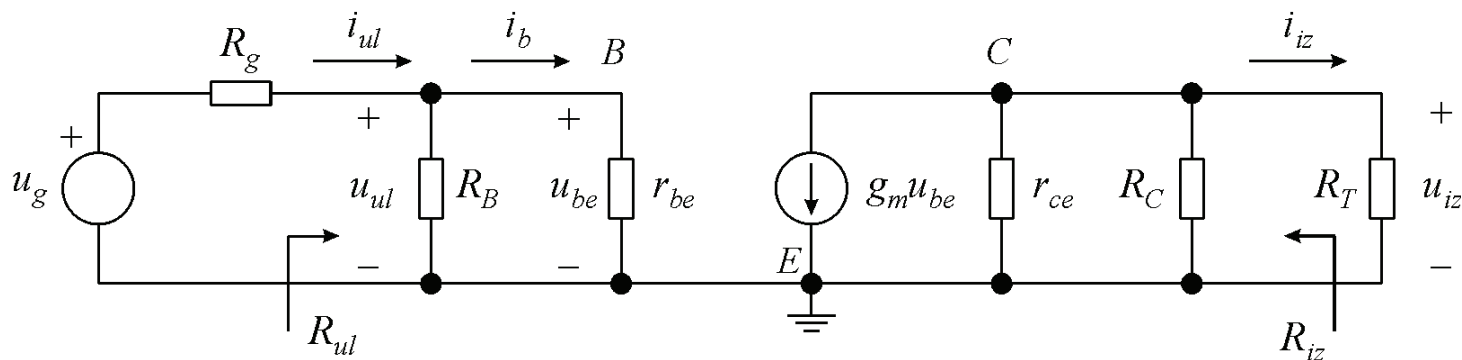 i_ul i_b B C i_iz
R_g
+ + + + 
u_g u_ul R_B u_be r_be g_m u_be r_ce R_C R_T u_iz
− − E −
R_ul R_iz